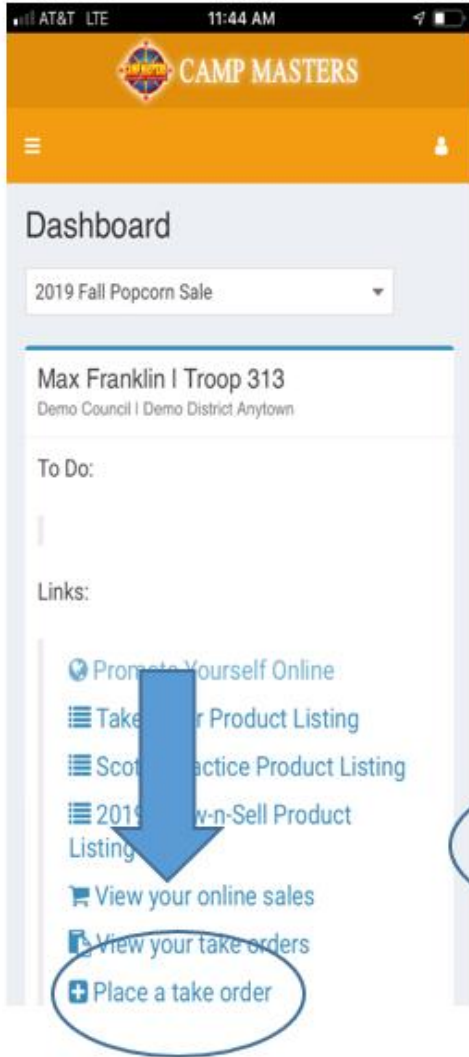 AT&T LTE 11:44 AM
CAMP MASTERS
Dashboard
2019 Fall Popcorn Sale
Max Franklin | Troop 313
Demo Council | Demo District Anytown
To Do:
Links:
Yourself Online
Product Listing
Product Listing
2019 Product
Listing
View your online sales
View your take orders
Place a take order